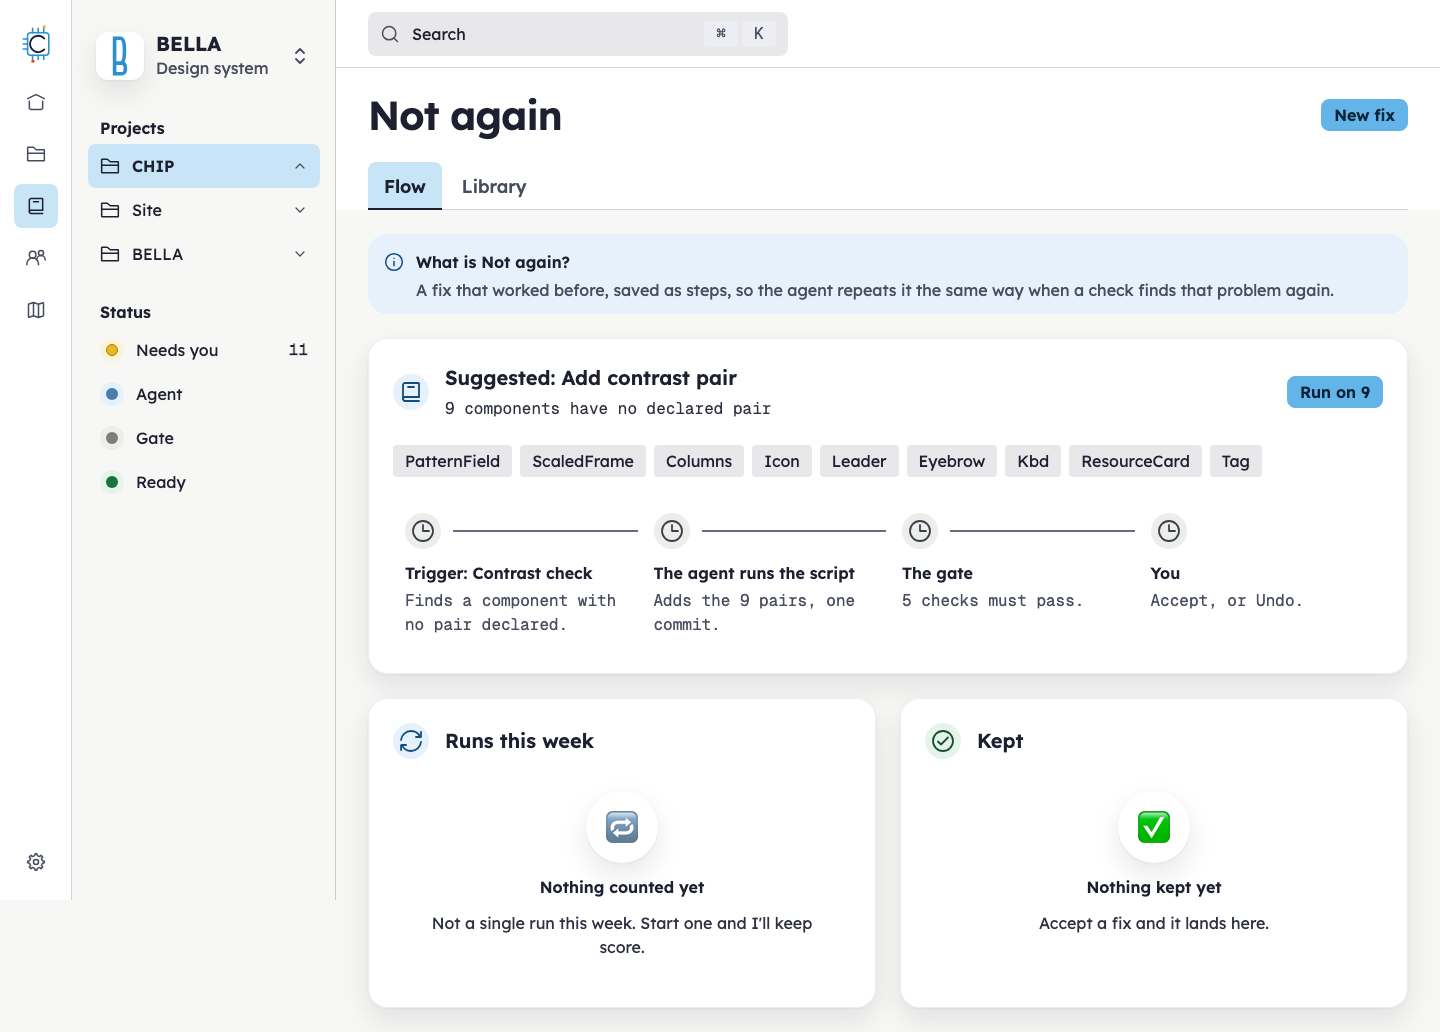 C
BELLA
Design system
Projects
CHIP
Site
BELLA
Status
Needs you 11
Agent
Gate
Ready
Search ⌘ K
Not again
New fix
Flow Library
What is Not again?
A fix that worked before, saved as steps, so the agent repeats it the same way when a check finds that problem again.
Suggested: Add contrast pair
9 components have no declared pair
Run on 9
PatternField ScaledFrame Columns Icon Leader Eyebrow Kbd ResourceCard Tag
Trigger: Contrast check
Finds a component with
no pair declared.
The agent runs the script
Adds the 9 pairs, one
commit.
The gate
5 checks must pass.
You
Accept, or Undo.
Runs this week
Nothing counted yet
Not a single run this week. Start one and I'll keep
score.
Kept
Nothing kept yet
Accept a fix and it lands here.